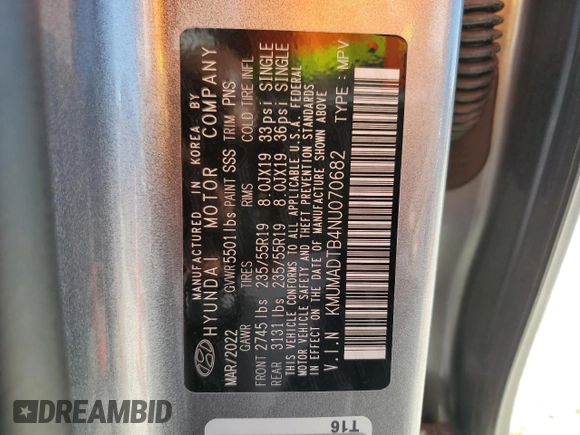 MANUFACTURED IN KOREA BY
HYUNDAI MOTOR COMPANY
MAR/2022 GVWR 5501 lbs PAINT SSS TRIM PNS
GAWR TIRES RIMS COLD TIRE INFL
FRONT 2745 lbs 235/55R19 8.0JX19 33psi SINGLE
REAR 3131 lbs 235/55R19 8.0JX19 36psi SINGLE
THIS VEHICLE CONFORMS TO ALL APPLICABLE U.S.A. FEDERAL
MOTOR VEHICLE SAFETY AND THEFT PREVENTION STANDARDS
IN EFFECT ON THE DATE OF MANUFACTURE SHOWN ABOVE
V.I.N KMUMADTB4NU070682 TYPE : MPV
T16
DREAMBID